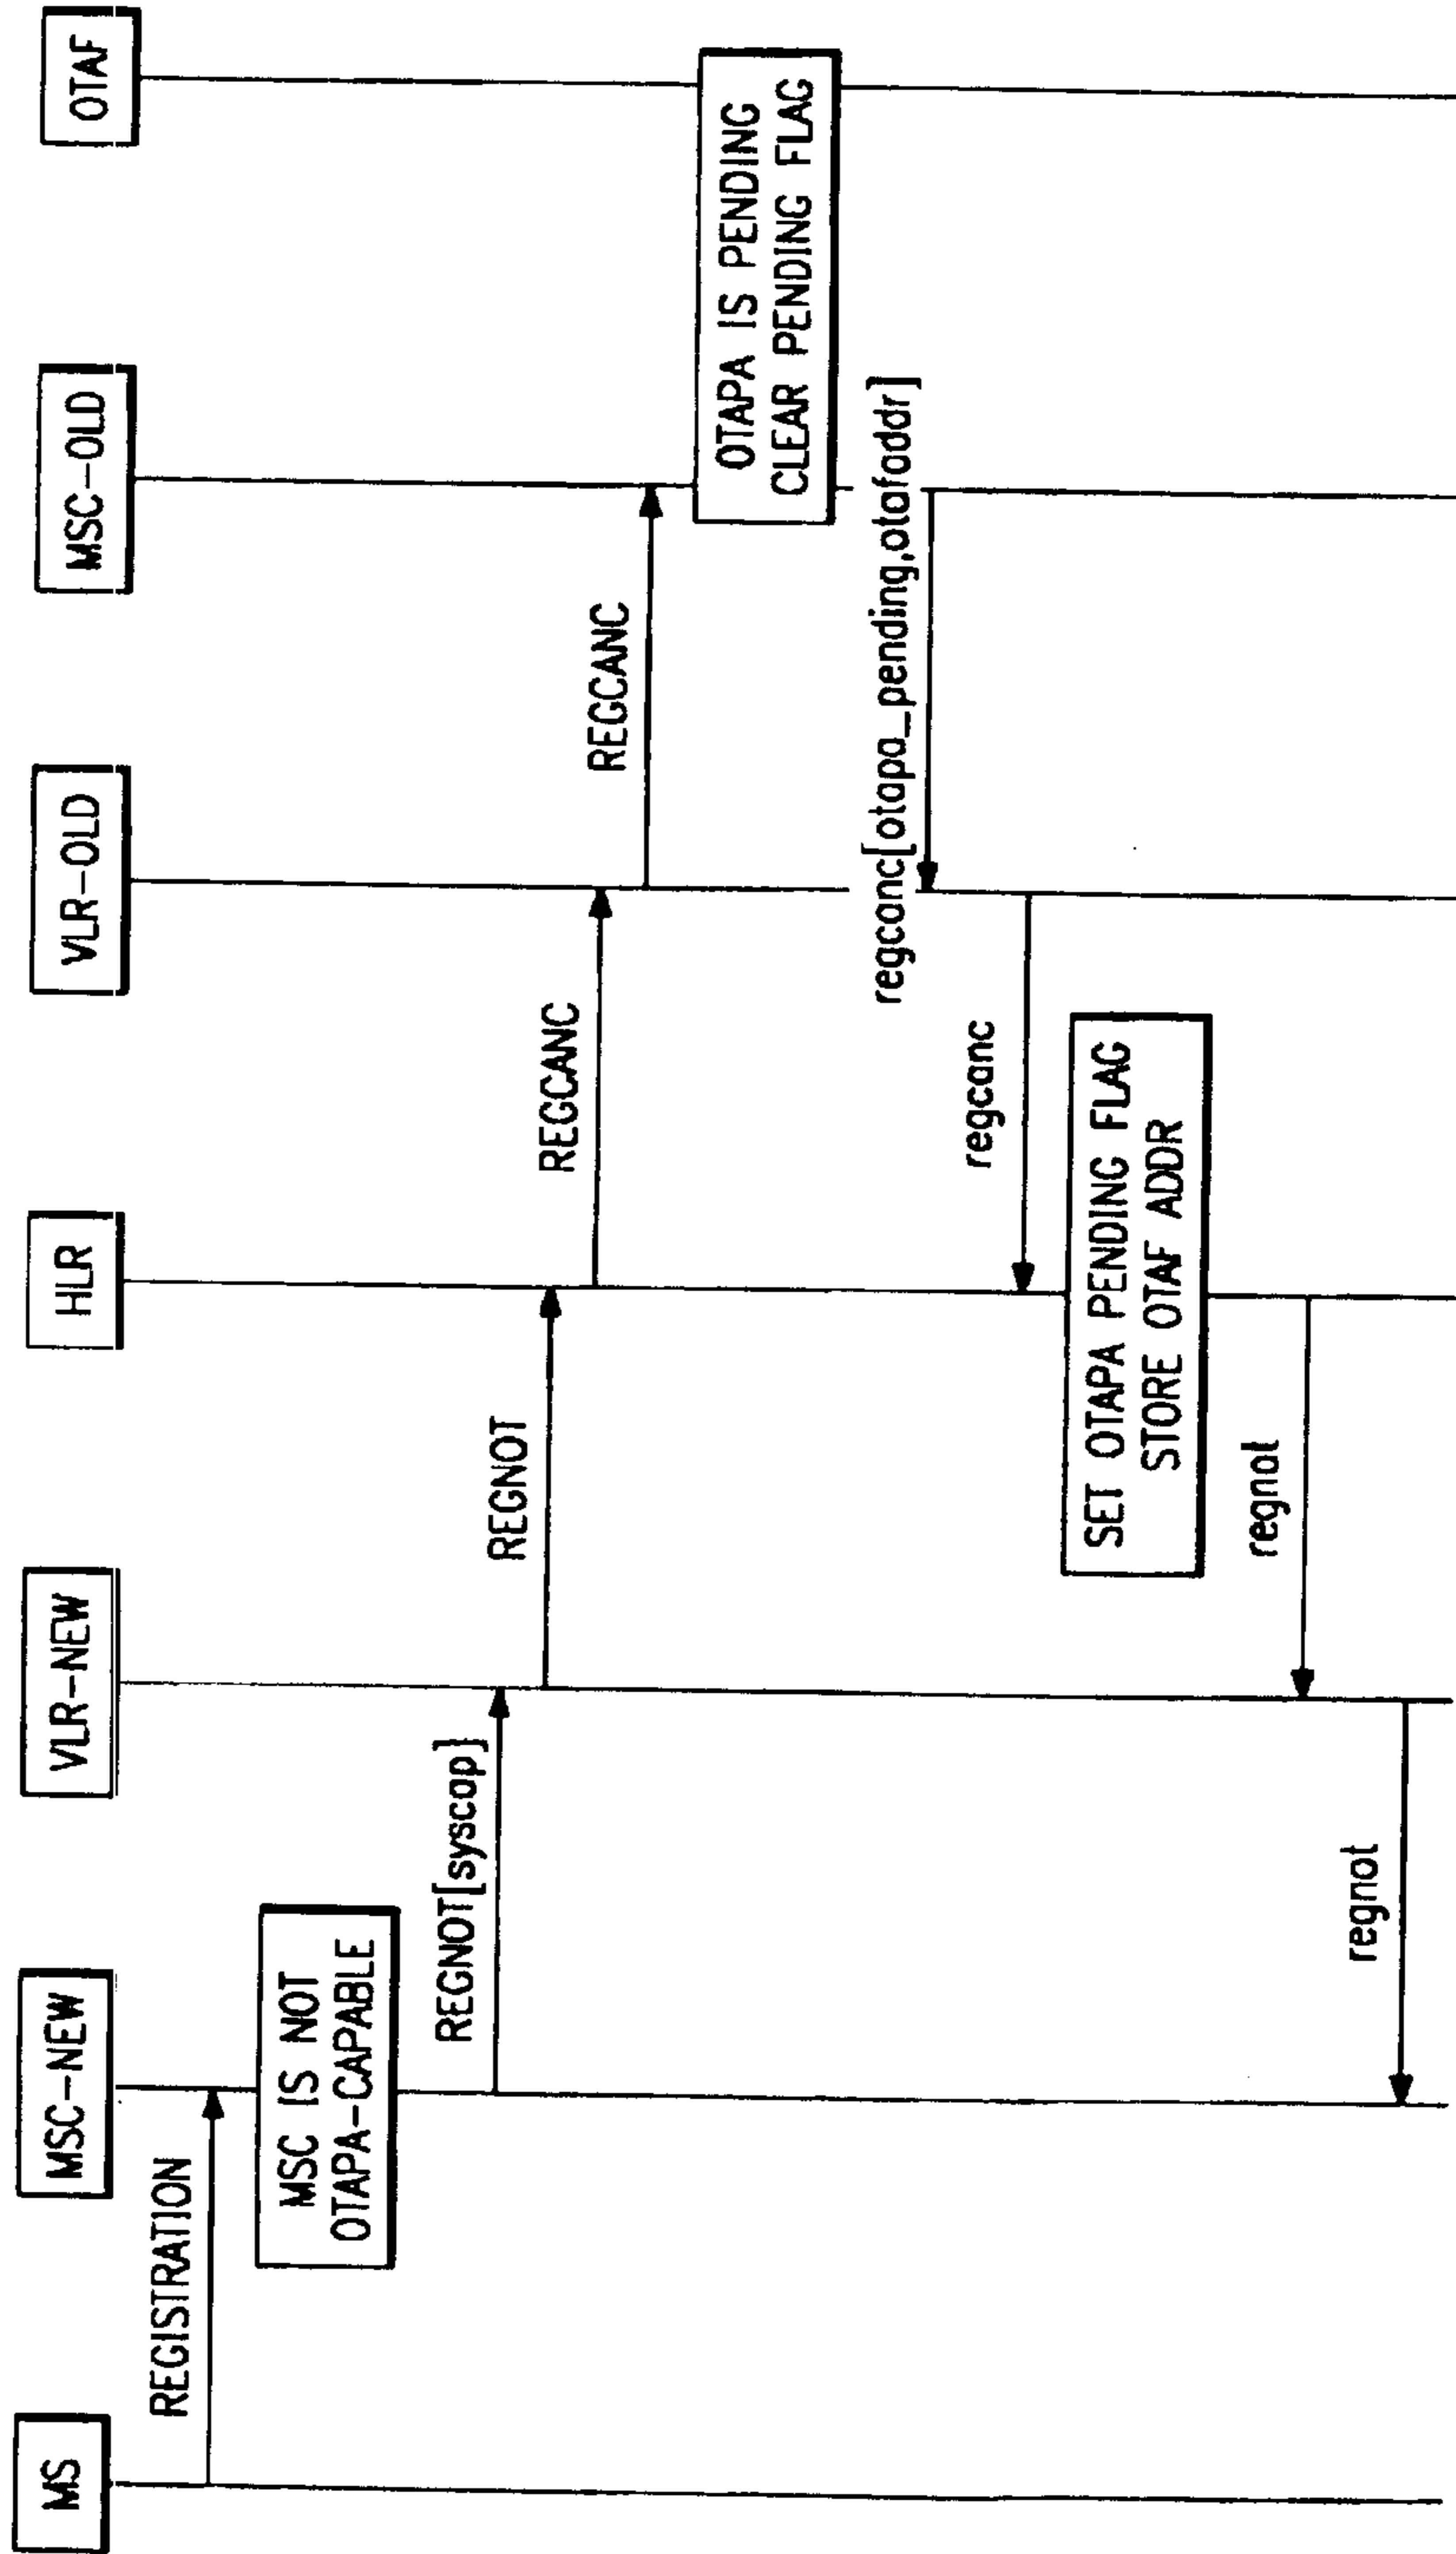 MS
MSC-NEW
VLR-NEW
HLR
VLR-OLD
MSC-OLD
OTAF
REGISTRATION
MSC IS NOT
OTAPA-CAPABLE
REGNOT[syscap]
REGNOT
REGCANC
REGCANC
OTAPA IS PENDING
CLEAR PENDING FLAG
regcanc[otapa_pending,otafaddr]
regcanc
SET OTAPA PENDING FLAG
STORE OTAF ADDR
regnot
regnot